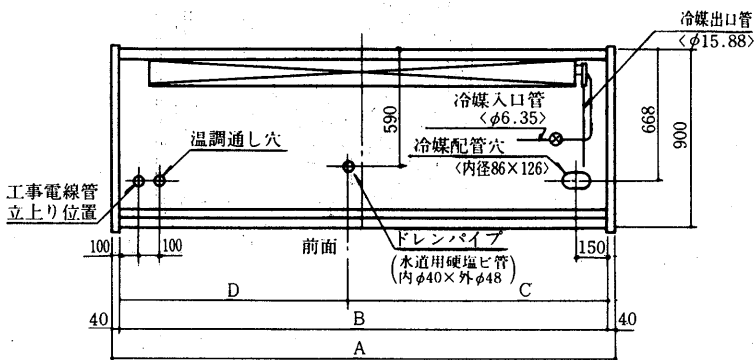 冷媒出口管
<φ15.88>
冷媒入口管
<φ6.35>
590
668
900
温調通し穴
冷媒配管穴
<内径86×126>
工事電線管
立上り位置
100
100
前面
ドレンパイプ
(水道用硬塩ビ管
内φ40×外φ48)
150
D
C
40
B
40
A